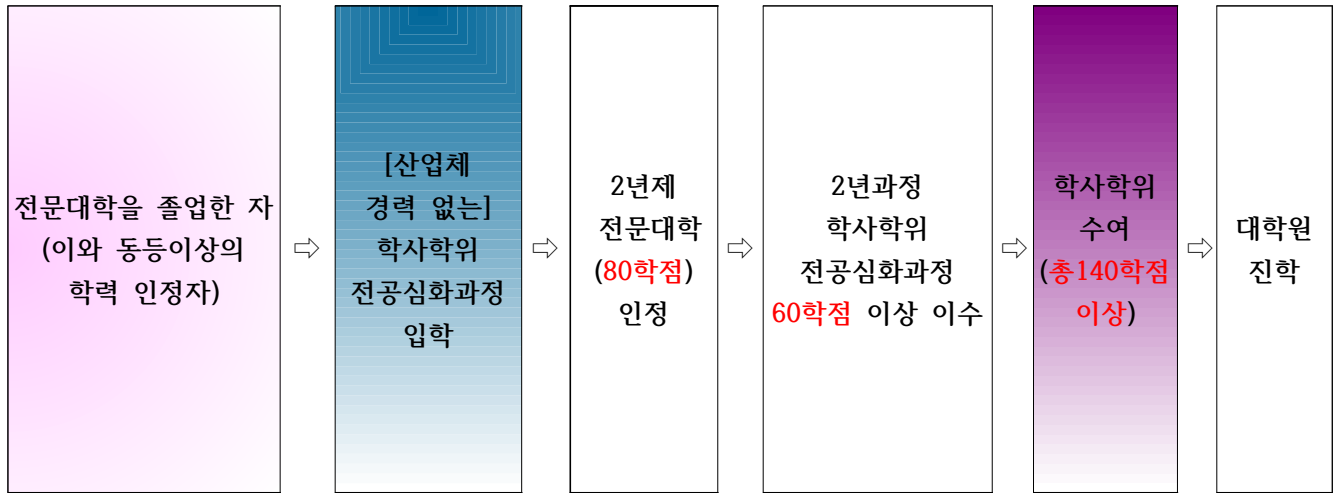 전문대학을 졸업한 자
(이와 동등이상의
학력 인정자)
⇨
[산업체
경력 없는]
학사학위
전공심화과정
입학
⇨
2년제
전문대학
(80학점)
인정
⇨
2년과정
학사학위
전공심화과정
60학점 이상 이수
⇨
학사학위
수여
(총140학점
이상)
⇨
대학원
진학